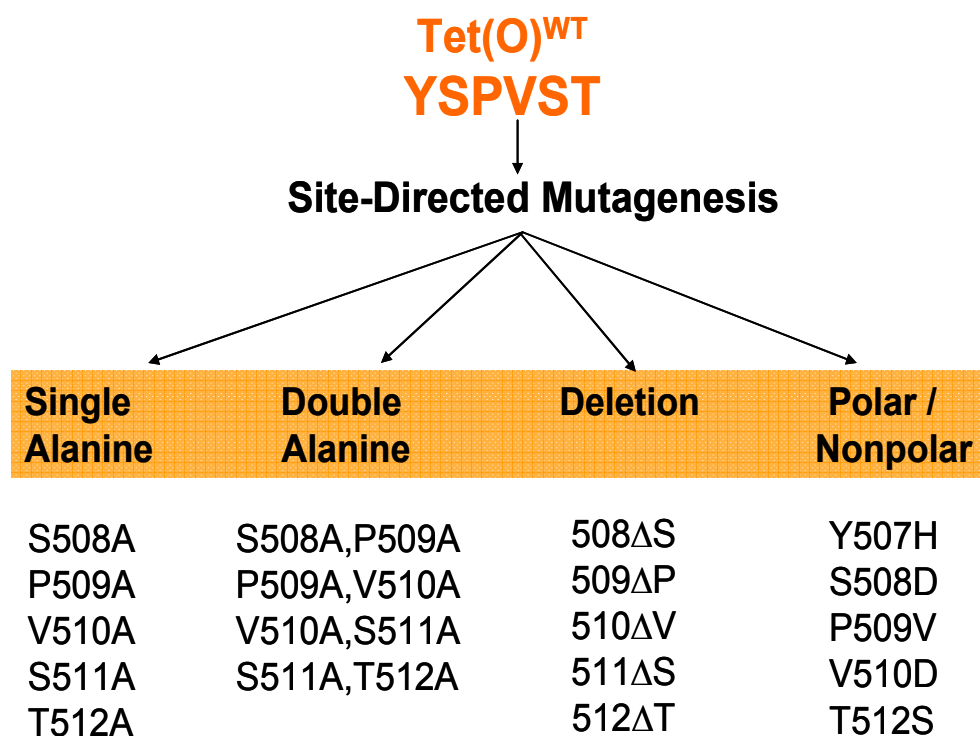 Tet(O)WT
YSPVST
Site-Directed Mutagenesis
Single
Alanine
Double
Alanine
Deletion
Polar /
Nonpolar
S508A
P509A
V510A
S511A
T512A
S508A,P509A
P509A,V510A
V510A,S511A
S511A,T512A
508ΔS
509ΔP
510ΔV
511ΔS
512ΔT
Y507H
S508D
P509V
V510D
T512S